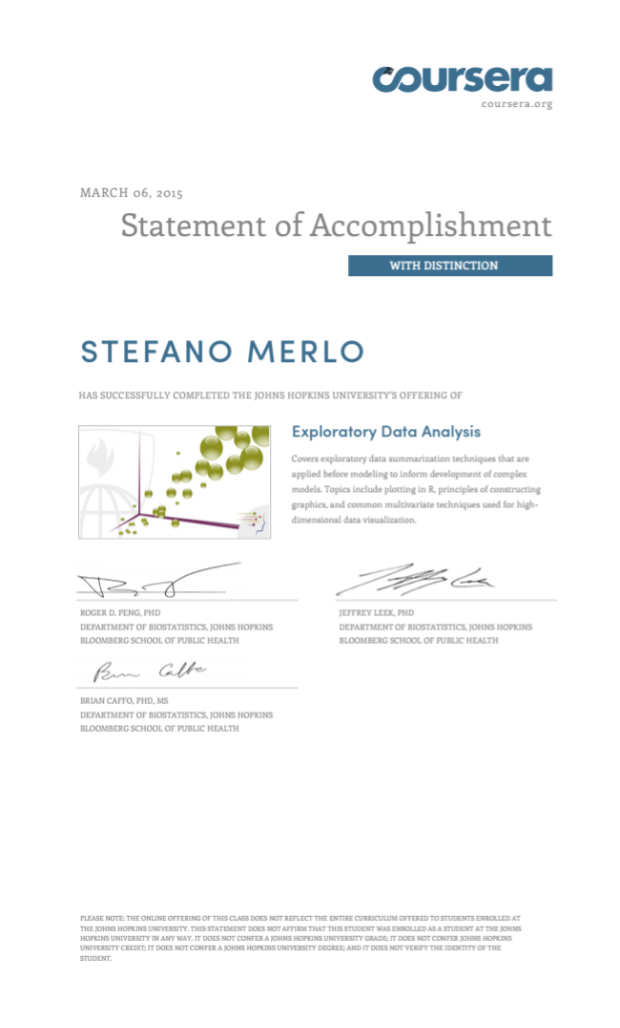 coursera
coursera.org
MARCH 06, 2015
Statement of Accomplishment
WITH DISTINCTION
STEFANO MERLO
HAS SUCCESSFULLY COMPLETED THE JOHNS HOPKINS UNIVERSITY'S OFFERING OF
Exploratory Data Analysis
Covers exploratory data summarization techniques that are
applied before modeling to inform development of complex
models. Topics include plotting in R, principles of constructing
graphics, and common multivariate techniques used for high-
dimensional data visualization.
ROGER D. PENG, PHD
DEPARTMENT OF BIOSTATISTICS, JOHNS HOPKINS
BLOOMBERG SCHOOL OF PUBLIC HEALTH
JEFFREY LEEK, PHD
DEPARTMENT OF BIOSTATISTICS, JOHNS HOPKINS
BLOOMBERG SCHOOL OF PUBLIC HEALTH
Brian Caffo
BRIAN CAFFO, PHD, MS
DEPARTMENT OF BIOSTATISTICS, JOHNS HOPKINS
BLOOMBERG SCHOOL OF PUBLIC HEALTH
PLEASE NOTE: THE ONLINE OFFERING OF THIS CLASS DOES NOT REFLECT THE ENTIRE CURRICULUM OFFERED TO STUDENTS ENROLLED AT
THE JOHNS HOPKINS UNIVERSITY. THIS STATEMENT DOES NOT AFFIRM THAT THIS STUDENT WAS ENROLLED AS A STUDENT AT THE JOHNS
HOPKINS UNIVERSITY IN ANY WAY. IT DOES NOT CONFER A JOHNS HOPKINS UNIVERSITY GRADE; IT DOES NOT CONFER JOHNS HOPKINS
UNIVERSITY CREDIT; IT DOES NOT CONFER A JOHNS HOPKINS UNIVERSITY DEGREE; AND IT DOES NOT VERIFY THE IDENTITY OF THE
STUDENT.